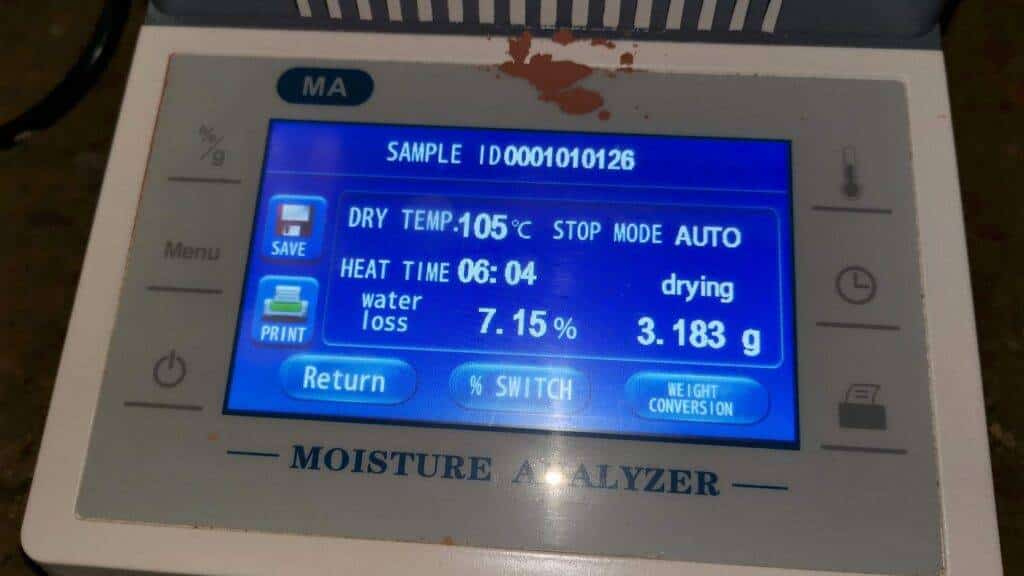 MA
%/g
SAMPLE ID0001010126
SAVE
DRY TEMP.105℃ STOP MODE AUTO
Menu
HEAT TIME 06:04 drying
PRINT
water
loss 7.15% 3.183 g
Return % SWITCH WEIGHT
CONVERSION
MOISTURE ANALYZER